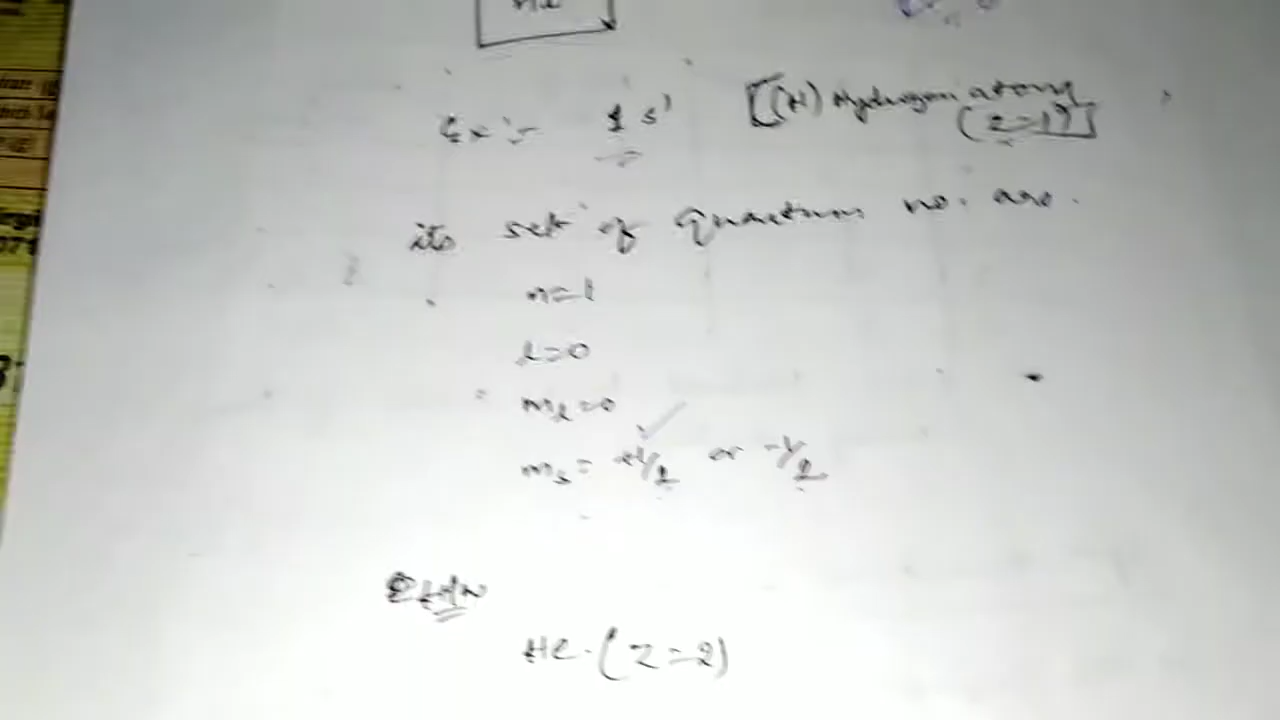 Ex:- 1s¹ [(H) Hydrogen atom
(z=1)]
its set of quantum no. are.
n=1
l=0
mₗ=0
mₛ= +1/2 or -1/2
He. (Z=2)